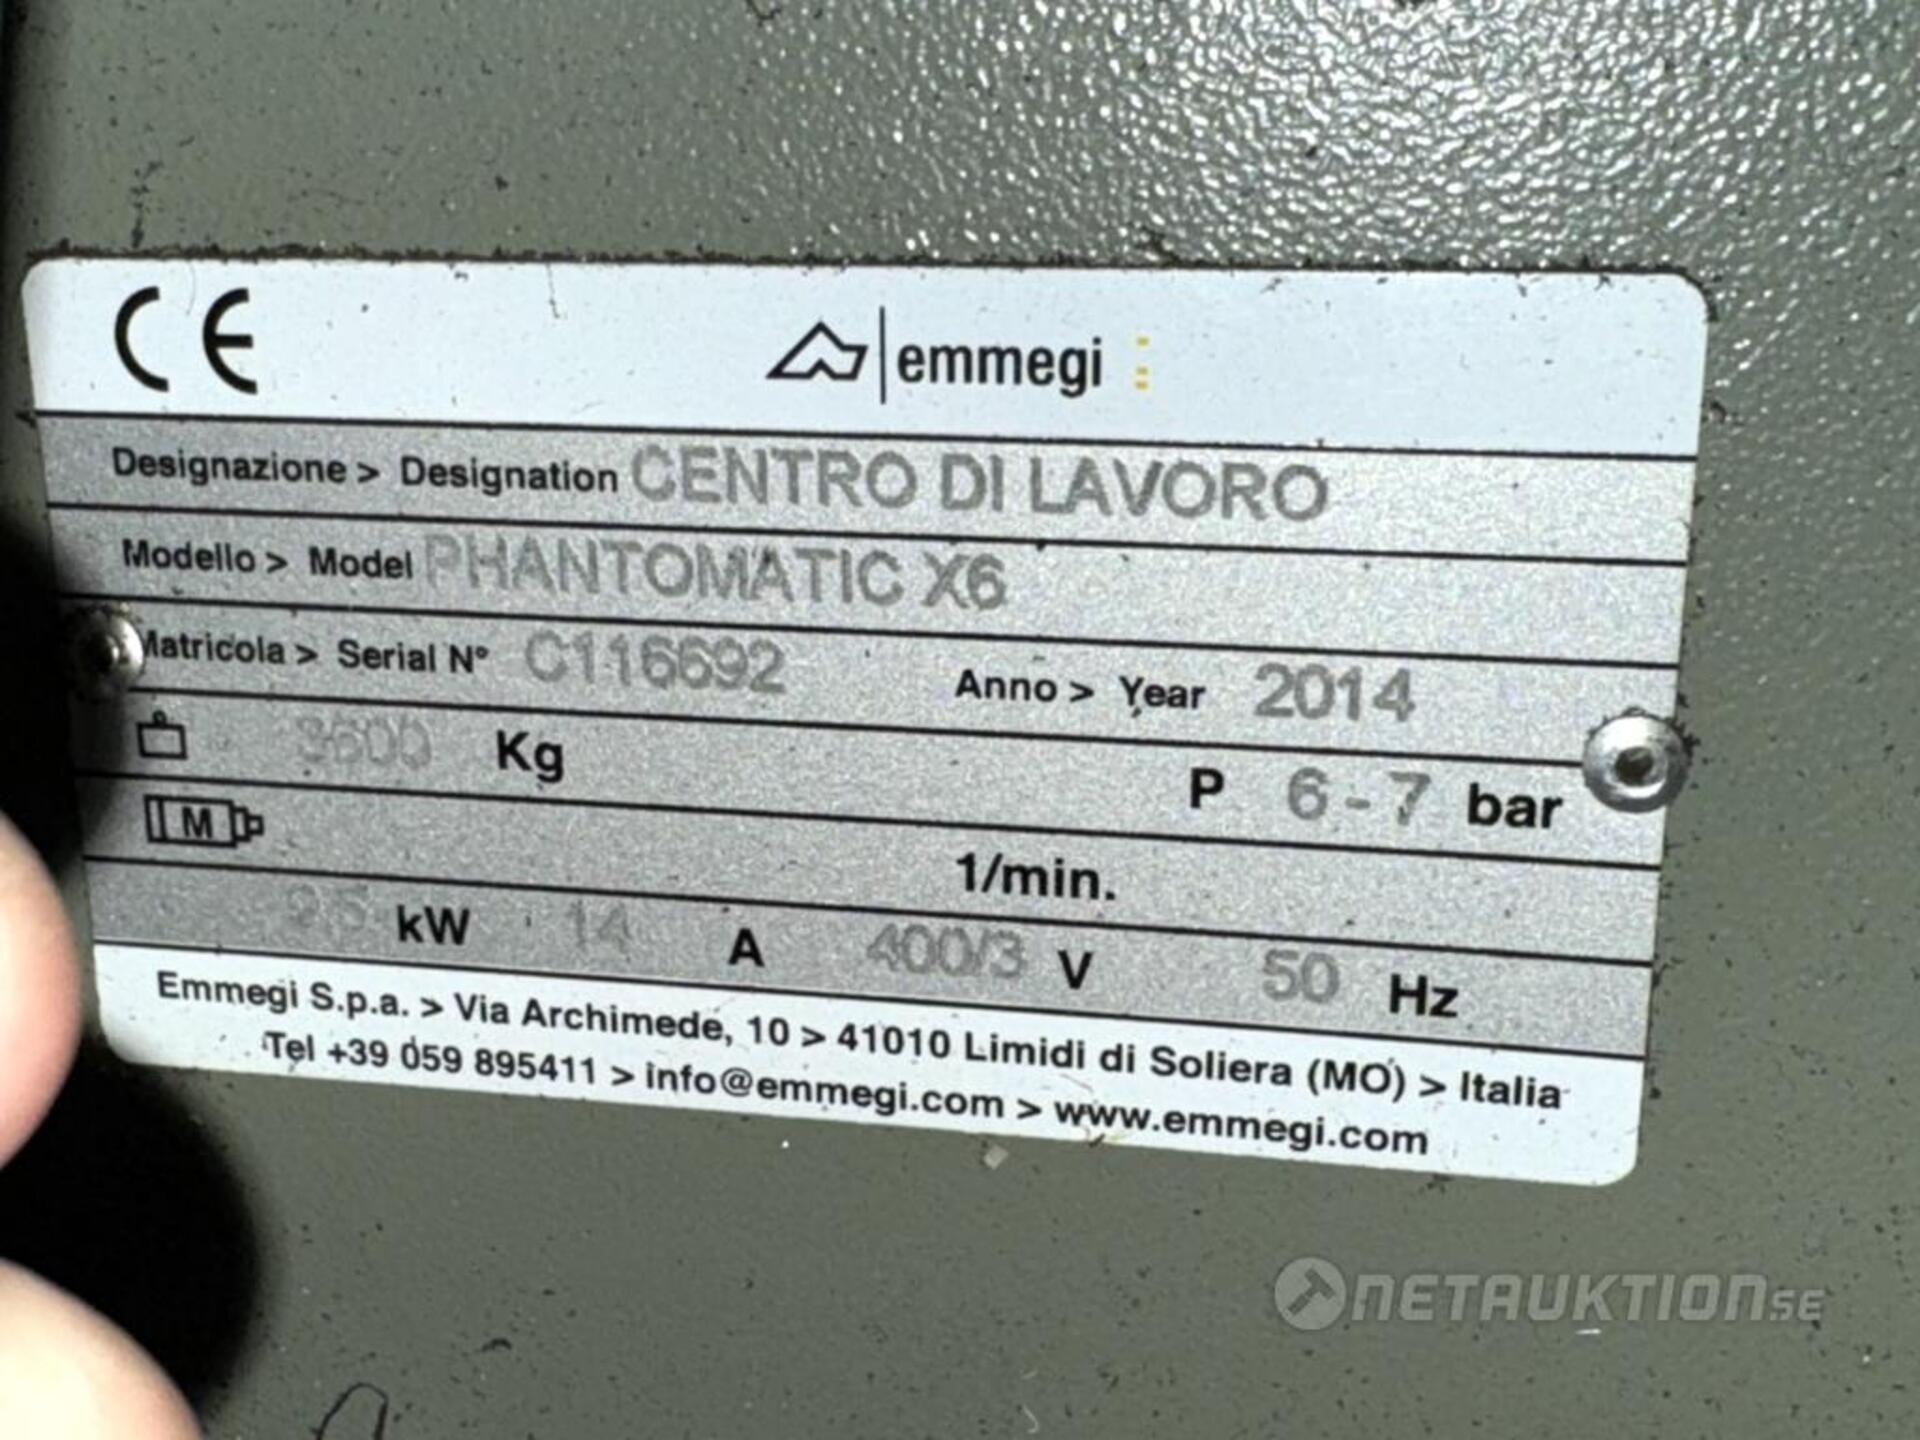 CE emmegi
Designazione > Designation CENTRO DI LAVORO
Modello > Model PHANTOMATIC X6
Matricola > Serial N° C116692 Anno > Year 2014
Kg P 6-7 bar
M
1/min.
kW 14 A 400/3 V 50 Hz
Emmegi S.p.a. > Via Archimede, 10 > 41010 Limidi di Soliera (MO) > Italia
Tel +39 059 895411 > info@emmegi.com > www.emmegi.com
NETAUKTION.SE